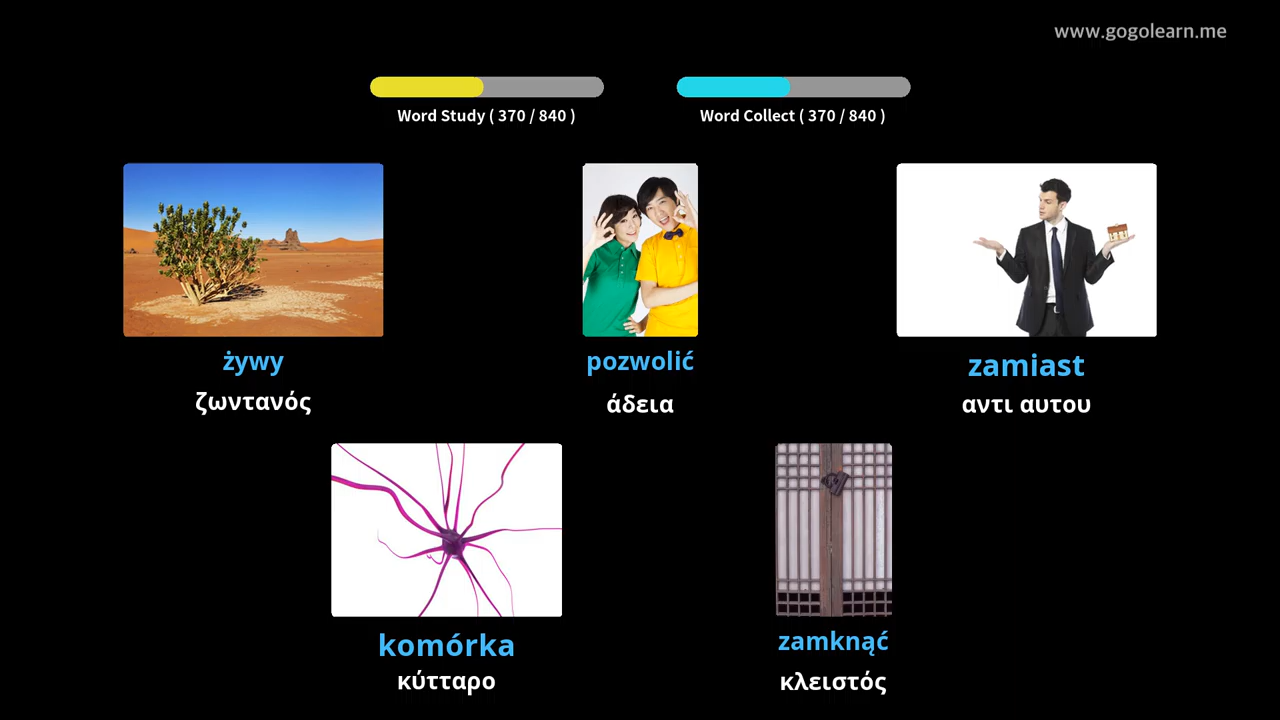 www.gogolearn.me
Word Study ( 370 / 840 )
Word Collect ( 370 / 840 )
żywy
ζωντανός
pozwolić
άδεια
zamiast
αντι αυτου
komórka
κύτταρο
zamknąć
κλειστός